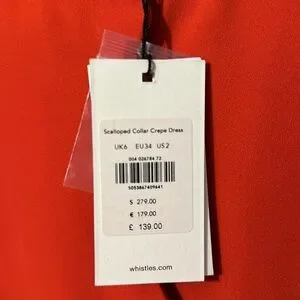 Scalloped Collar Crepe Dress
UK6 EU34 US2
004 026784 72
5053867409641
$ 279.00
€ 179.00
£ 139.00
whistles.com